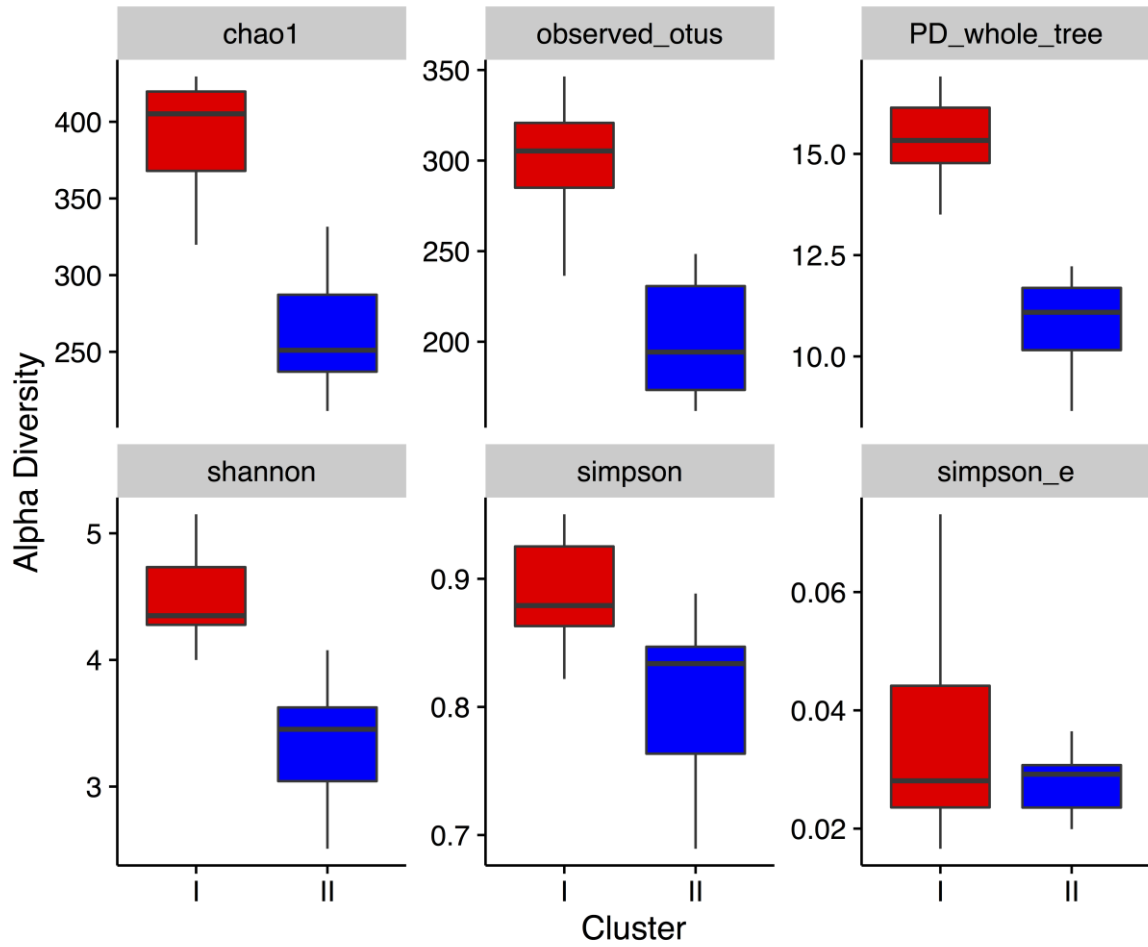 chao1
observed_otus
PD_whole_tree
400
350
300
250
350
300
250
200
15.0
12.5
10.0
Alpha Diversity
shannon
simpson
simpson_e
5
4
3
0.9
0.8
0.7
0.06
0.04
0.02
I II
I II
I II
Cluster